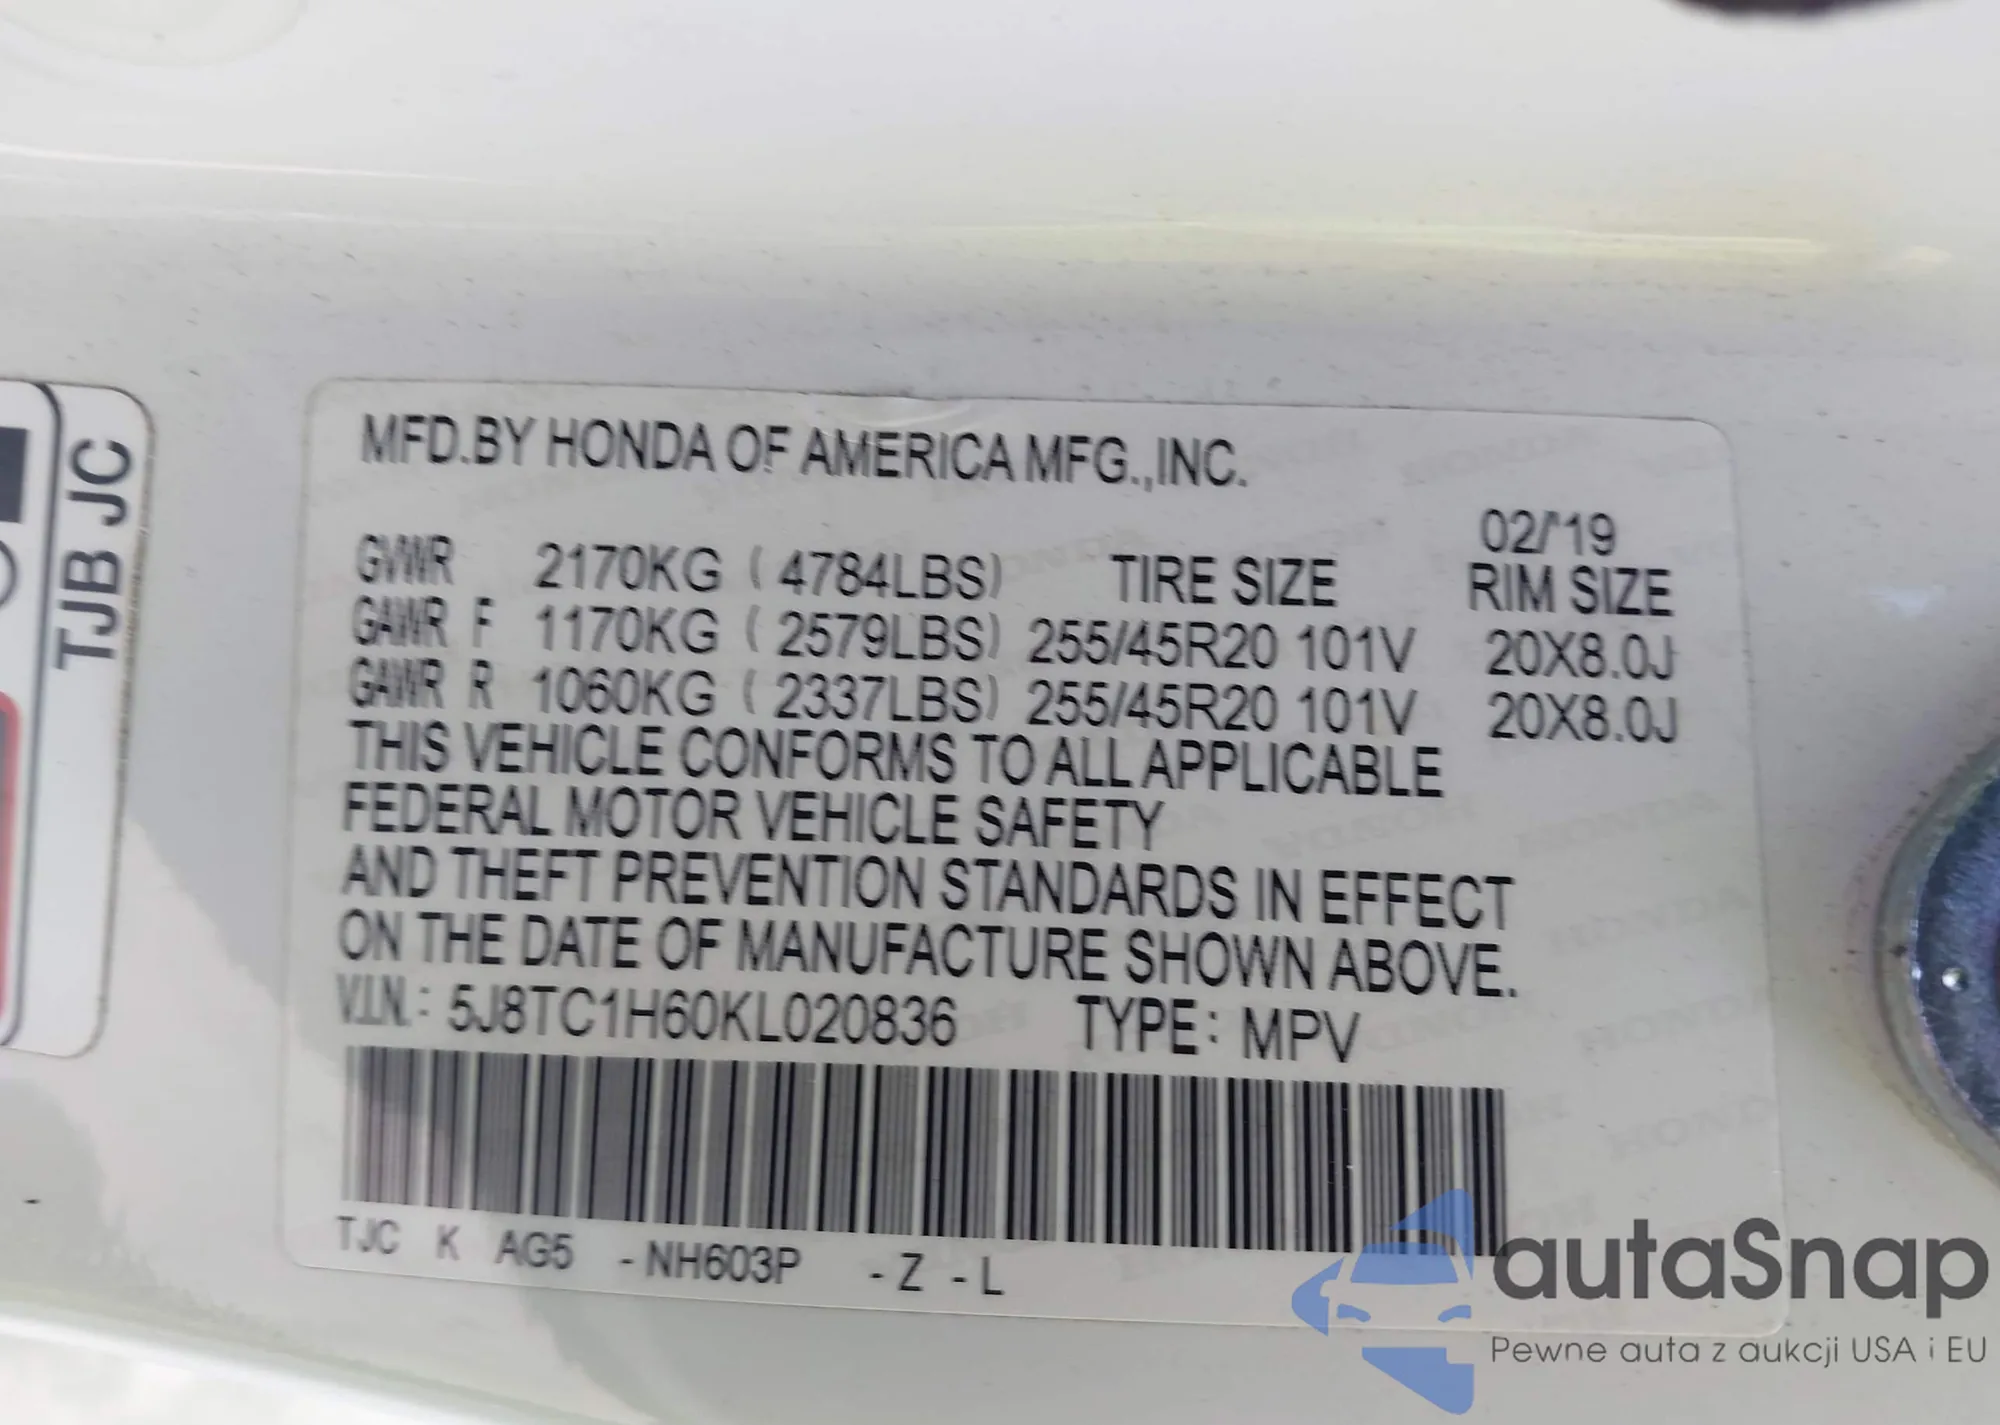 TJB JC
MFD.BY HONDA OF AMERICA MFG.,INC.
02/'19
GVWR 2170KG ( 4784LBS) TIRE SIZE RIM SIZE
GAWR F 1170KG ( 2579LBS) 255/45R20 101V 20X8.0J
GAWR R 1060KG ( 2337LBS) 255/45R20 101V 20X8.0J
THIS VEHICLE CONFORMS TO ALL APPLICABLE
FEDERAL MOTOR VEHICLE SAFETY
AND THEFT PREVENTION STANDARDS IN EFFECT
ON THE DATE OF MANUFACTURE SHOWN ABOVE.
V.I.N.: 5J8TC1H60KL020836 TYPE: MPV
TJC K AG5 -NH603P -Z -L
autaSnap
Pewne auta z aukcji USA i EU